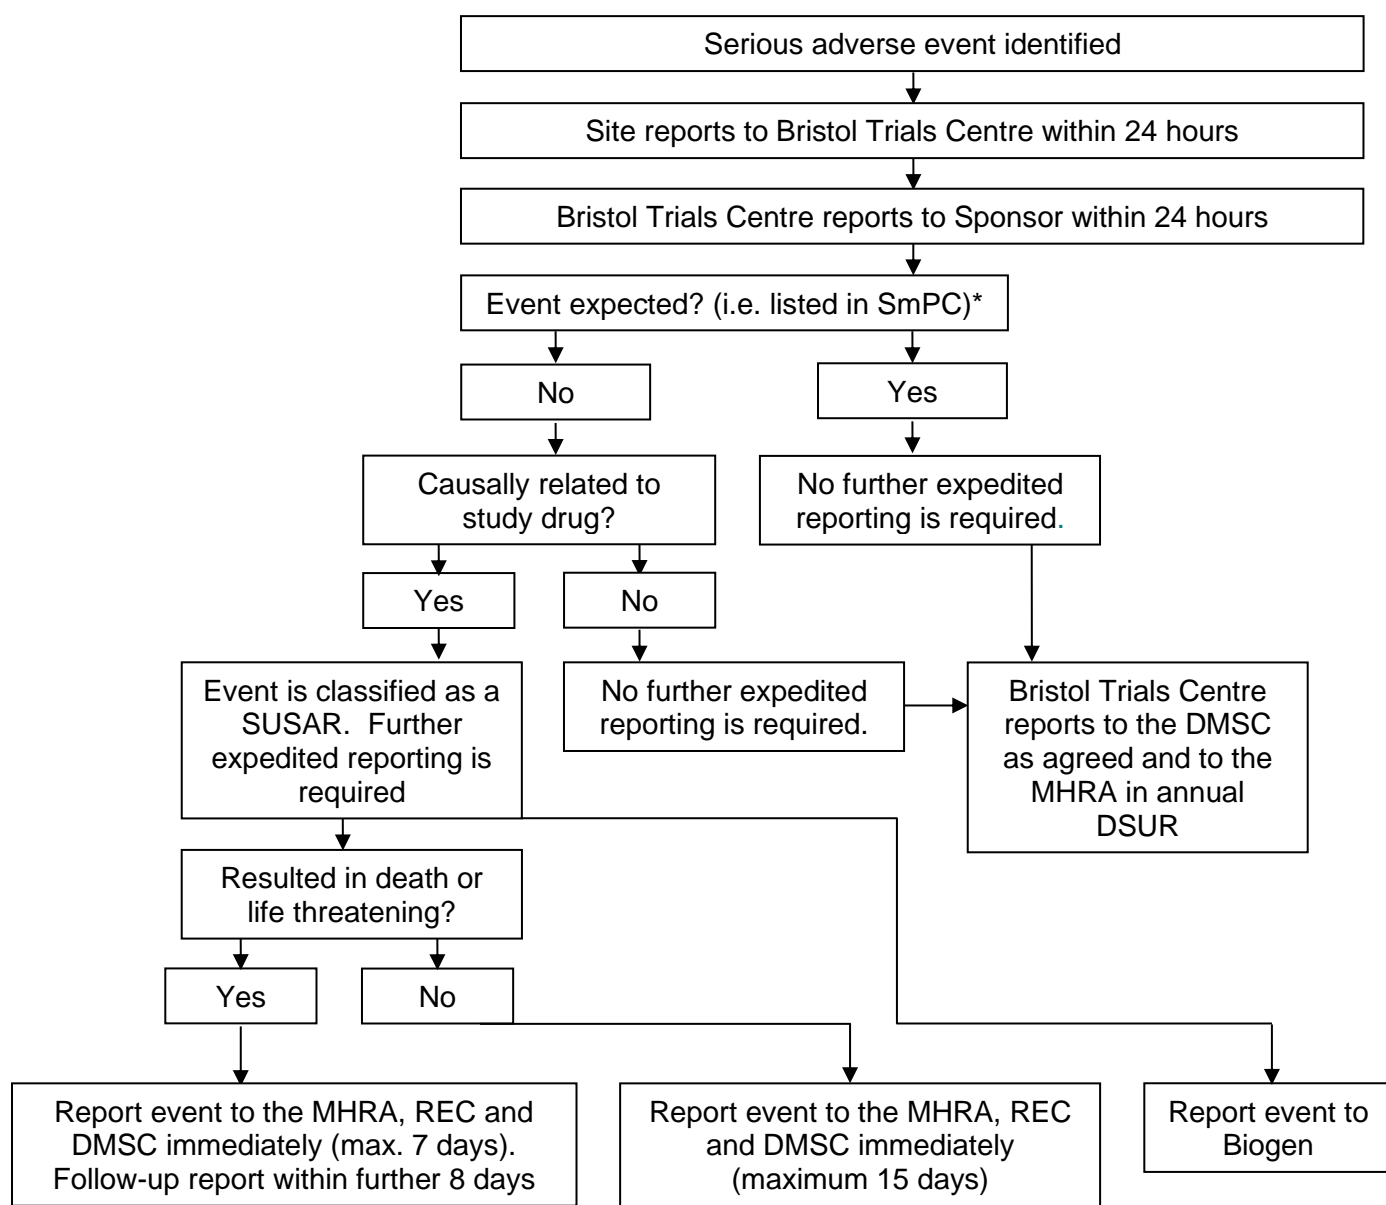 Serious adverse event identified
Site reports to Bristol Trials Centre within 24 hours
Bristol Trials Centre reports to Sponsor within 24 hours
Event expected? (i.e. listed in SmPC)*
No
Yes
Causally related to
study drug?
No further expedited
reporting is required.
Yes
No
Event is classified as a
SUSAR.  Further
expedited reporting is
required
No further expedited
reporting is required.
Bristol Trials Centre
reports to the DMSC
as agreed and to the
MHRA in annual
DSUR
Resulted in death or
life threatening?
Yes
No
Report event to the MHRA, REC and
DMSC immediately (max. 7 days).
Follow-up report within further 8 days
Report event to the MHRA, REC
and DMSC immediately
(maximum 15 days)
Report event to
Biogen